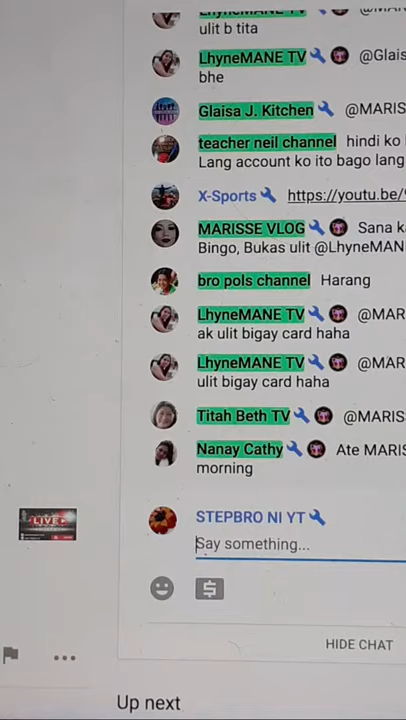 ulit b tita
LhyneMANE TV @Glais
bhe
Glaisa J. Kitchen @MARIS
teacher neil channel hindi ko
Lang account ko ito bago lang
X-Sports https://youtu.be/
MARISSE VLOG Sana ka
Bingo, Bukas ulit @LhyneMAN
bro pols channel Harang
LhyneMANE TV @MAR
ak ulit bigay card haha
LhyneMANE TV @MAR
ulit bigay card haha
Titah Beth TV @MARIS
Nanay Cathy Ate MARIS
morning
STEPBRO NI YT
LIVE
Say something...
HIDE CHAT
Up next